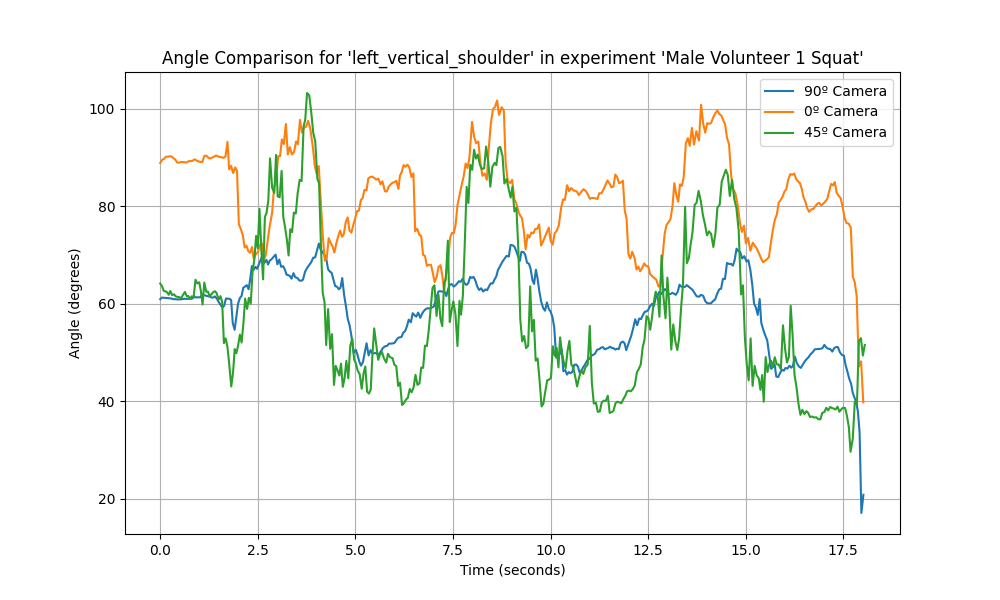 Angle Comparison for 'left_vertical_shoulder' in experiment 'Male Volunteer 1 Squat'
90º Camera
0º Camera
45º Camera
Angle (degrees)
100
80
60
40
20
0.0 2.5 5.0 7.5 10.0 12.5 15.0 17.5
Time (seconds)